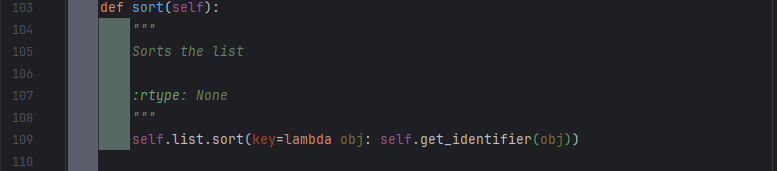 103 def sort(self):
104 """
105 Sorts the list
106
107 :rtype: None
108 """
109 self.list.sort(key=lambda obj: self.get_identifier(obj))
110